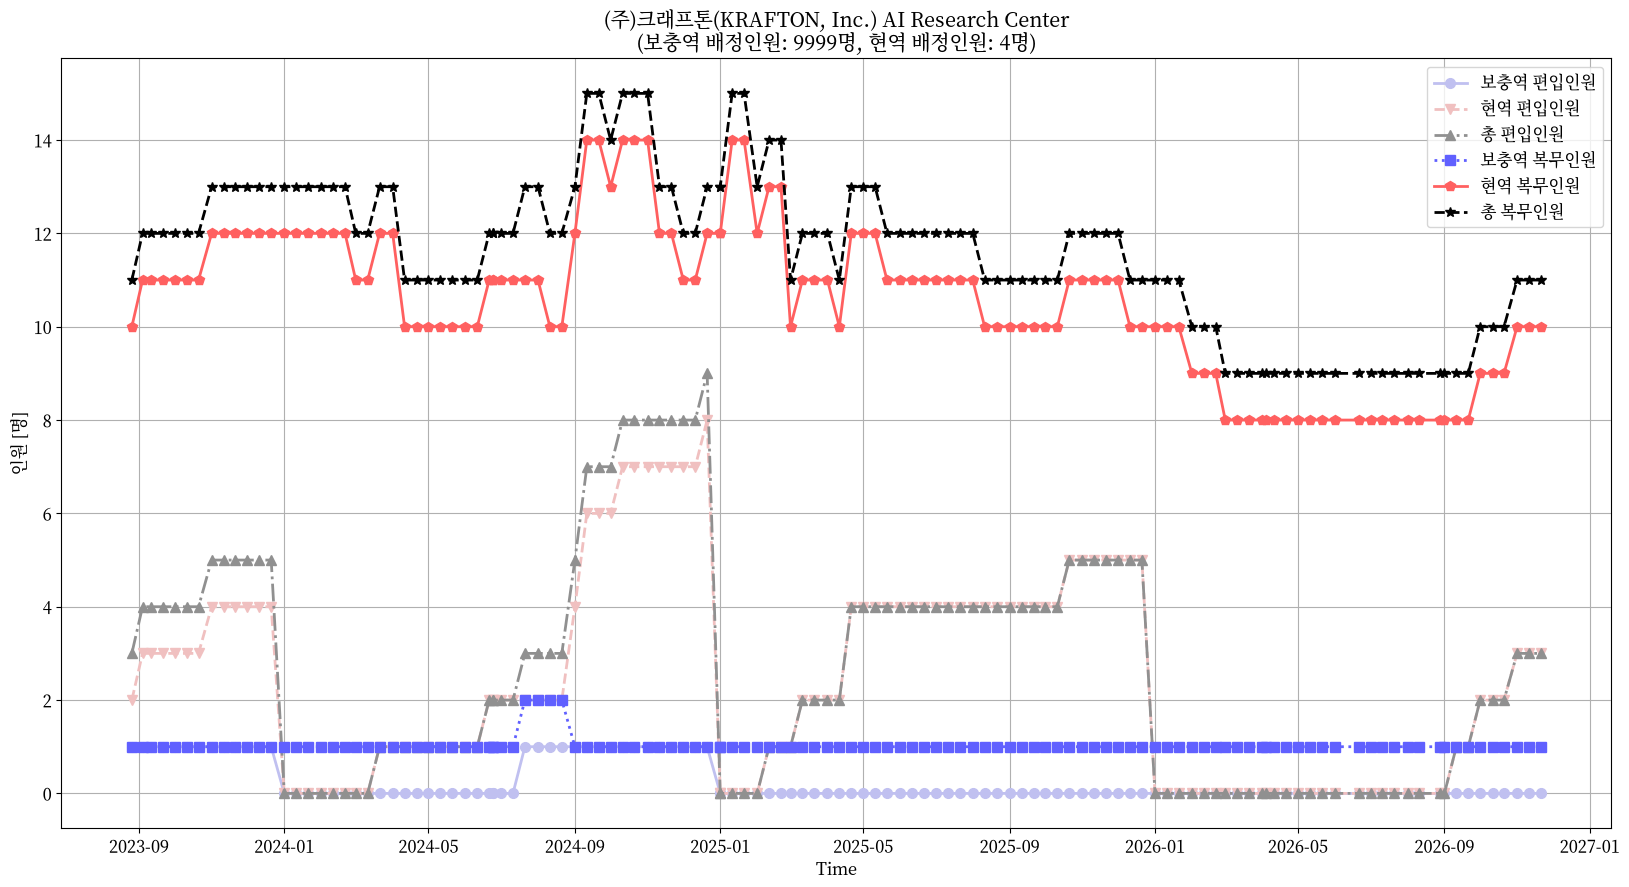 (주)크래프톤(KRAFTON, Inc.) AI Research Center
(보충역 배정인원: 9999명, 현역 배정인원: 4명)
보충역 편입인원
현역 편입인원
총 편입인원
보충역 복무인원
현역 복무인원
총 복무인원
인원 [명]
14
12
10
8
6
4
2
0
2023-09
2024-01
2024-05
2024-09
2025-01
2025-05
2025-09
2026-01
2026-05
2026-09
2027-01
Time